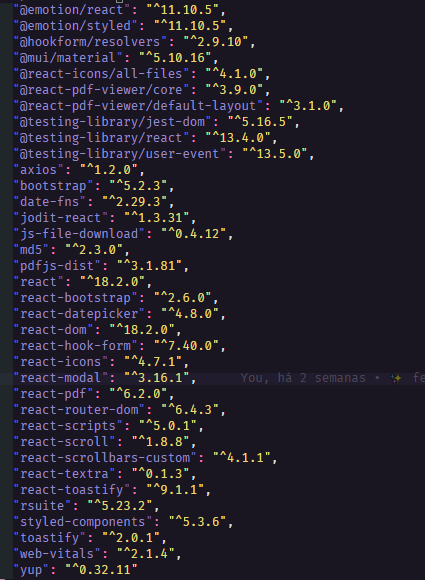 "@emotion/react": "^11.10.5",
"@emotion/styled": "^11.10.5",
"@hookform/resolvers": "^2.9.10",
"@mui/material": "^5.10.16",
"@react-icons/all-files": "^4.1.0",
"@react-pdf-viewer/core": "^3.9.0",
"@react-pdf-viewer/default-layout": "^3.1.0",
"@testing-library/jest-dom": "^5.16.5",
"@testing-library/react": "^13.4.0",
"@testing-library/user-event": "^13.5.0",
"axios": "^1.2.0",
"bootstrap": "^5.2.3",
"date-fns": "^2.29.3",
"jodit-react": "^1.3.31",
"js-file-download": "^0.4.12",
"md5": "^2.3.0",
"pdfjs-dist": "^3.1.81",
"react": "^18.2.0",
"react-bootstrap": "^2.6.0",
"react-datepicker": "^4.8.0",
"react-dom": "^18.2.0",
"react-hook-form": "^7.40.0",
"react-icons": "^4.7.1",
"react-modal": "^3.16.1", You, há 2 semanas • ✨ fe
"react-pdf": "^6.2.0",
"react-router-dom": "^6.4.3",
"react-scripts": "^5.0.1",
"react-scroll": "^1.8.8",
"react-scrollbars-custom": "^4.1.1",
"react-textra": "^0.1.3",
"react-toastify": "^9.1.1",
"rsuite": "^5.23.2",
"styled-components": "^5.3.6",
"toastify": "^2.0.1",
"web-vitals": "^2.1.4",
"yup": "^0.32.11"